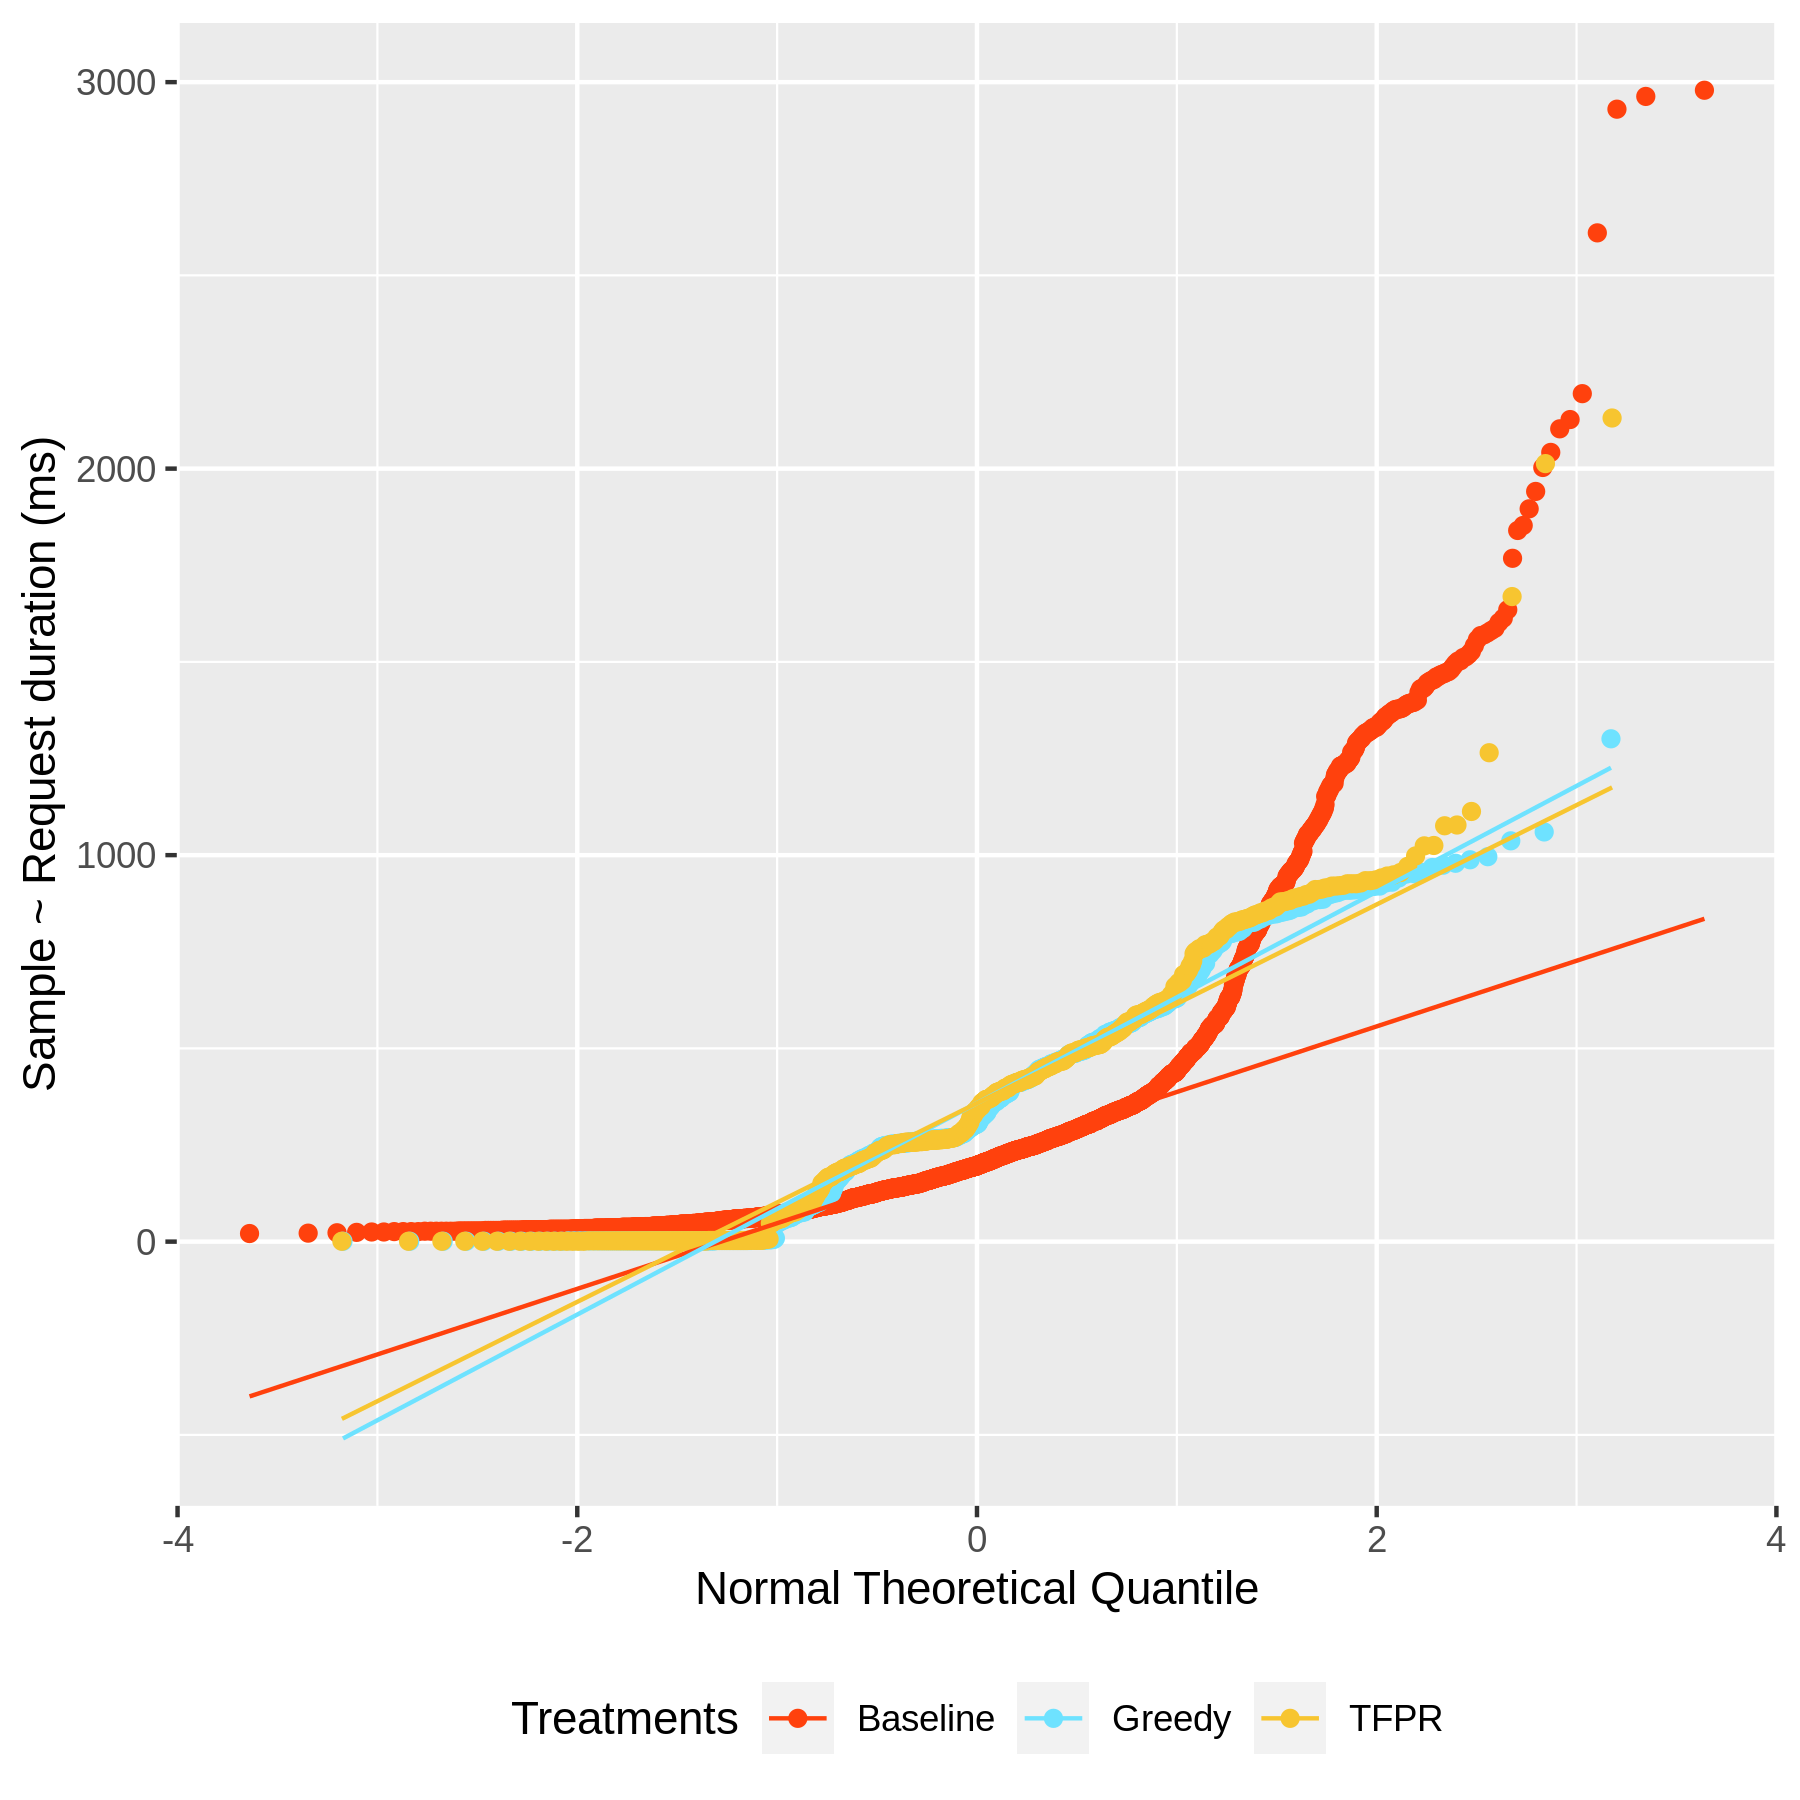 Sample ~ Request duration (ms)
3000
2000
1000
0
-4 -2 0 2 4
Normal Theoretical Quantile
Treatments Baseline Greedy TFPR